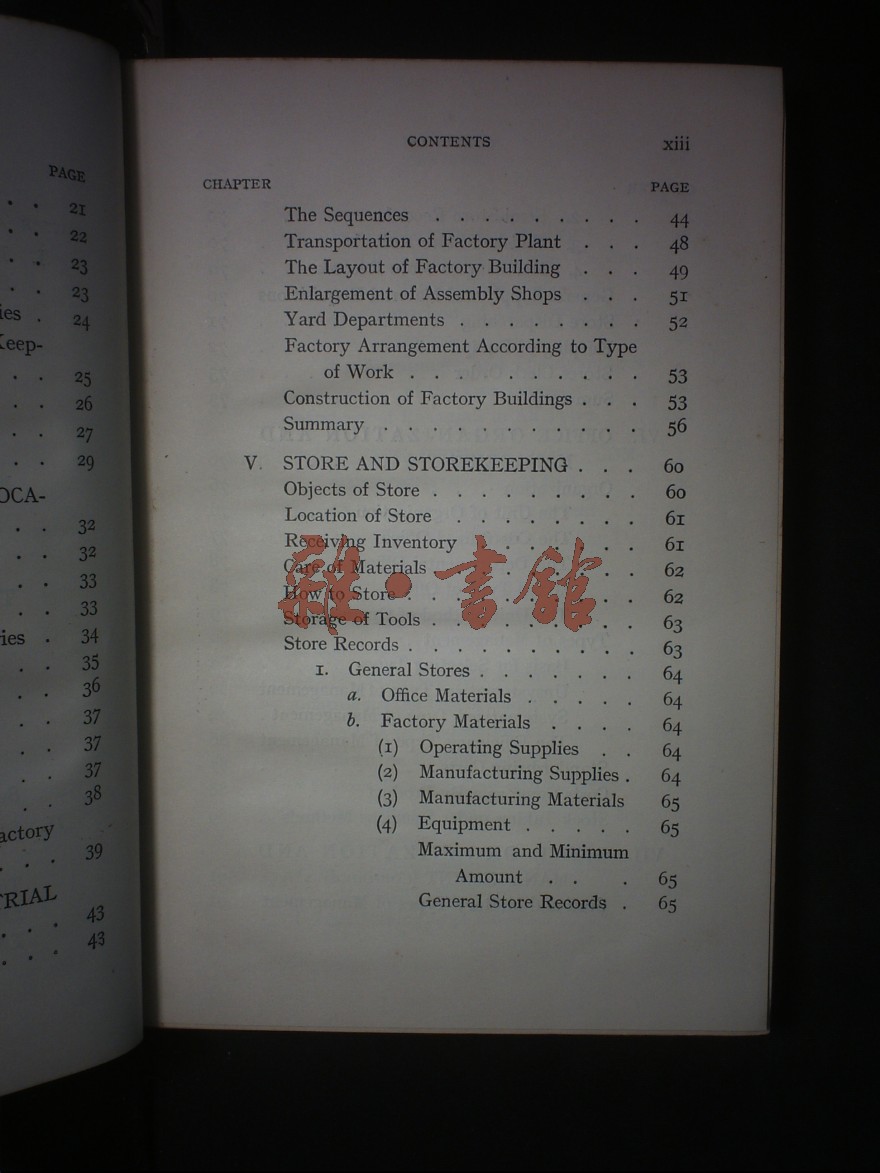 PAGE
. . 21
. . 22
. . 23
. . 23
ies . 24
Keep-
. . 25
. . 26
. . 27
. . 29
OCA-
. . 32
. . 32
. . 33
. . 33
ies . 34
. . 35
. . 36
. . 37
. . 37
. . 37
. . 38
actory
. . . 39
TRIAL
. . . 43
. . . 43
CONTENTS xiii
CHAPTER PAGE
The Sequences . . . . . . . . . 44
Transportation of Factory Plant . . . 48
The Layout of Factory Building . . . 49
Enlargement of Assembly Shops . . . 51
Yard Departments . . . . . . . . 52
Factory Arrangement According to Type
of Work . . . . . . . . . 53
Construction of Factory Buildings . . . 53
Summary . . . . . . . . . . 56
V. STORE AND STOREKEEPING . . . 60
Objects of Store . . . . . . . . . 60
Location of Store . . . . . . . . 61
Receiving Inventory . . . . . . . 61
Care of Materials . . . . . . . . . 62
How to Store . . . . . . . . . . 62
Storage of Tools . . . . . . . . . 63
Store Records . . . . . . . . . . 63
1. General Stores . . . . . . . 64
a. Office Materials . . . . . 64
b. Factory Materials . . . . 64
(1) Operating Supplies . . 64
(2) Manufacturing Supplies . 64
(3) Manufacturing Materials 65
(4) Equipment . . . . . 65
Maximum and Minimum
Amount . . . 65
General Store Records . 65
雜·書館